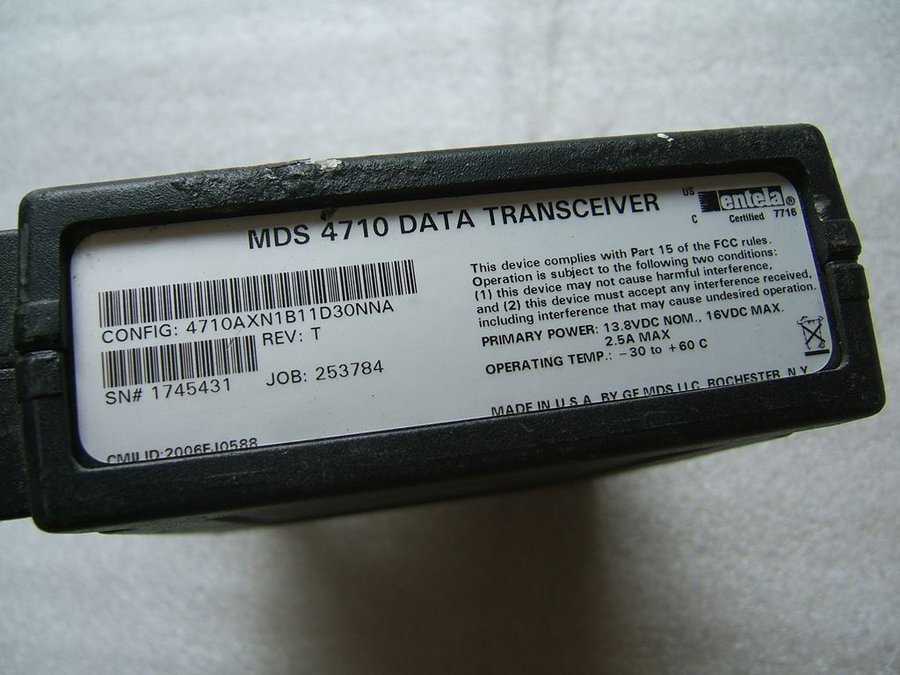 MDS 4710 DATA TRANSCEIVER
US
C
entela®
Certified 7716
CONFIG: 4710AXN1B11D30NNA
REV: T
SN# 1745431
JOB: 253784
CMII ID:2006FJ0588
This device complies with Part 15 of the FCC rules.
Operation is subject to the following two conditions:
(1) this device may not cause harmful interference,
and (2) this device must accept any interference received,
including interference that may cause undesired operation.
PRIMARY POWER: 13.8VDC NOM., 16VDC MAX.
2.5A MAX
OPERATING TEMP.: –30 to +60 C
MADE IN U.S.A. BY GE MDS LLC, ROCHESTER, N.Y.